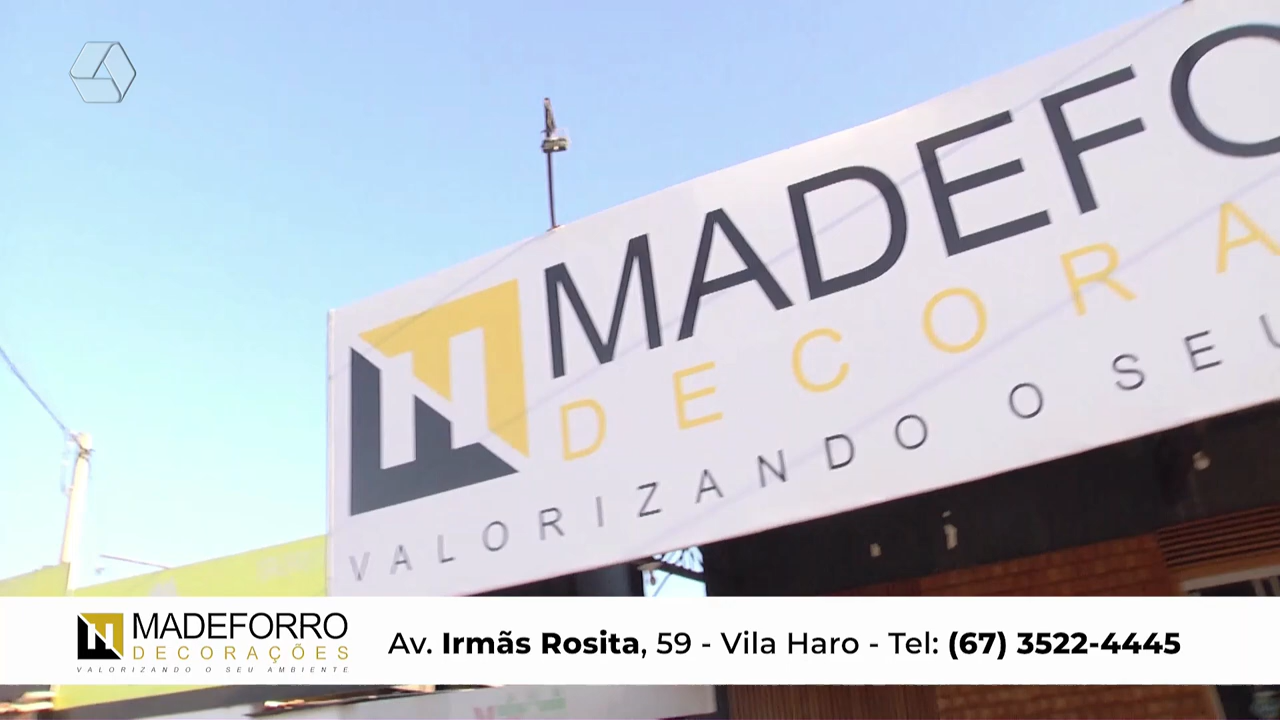 MADEFO
DECORA
VALORIZANDO O SEU
MADEFORRO
DECORAÇÕES
VALORIZANDO O SEU AMBIENTE
Av. Irmãs Rosita, 59 - Vila Haro - Tel: (67) 3522-4445